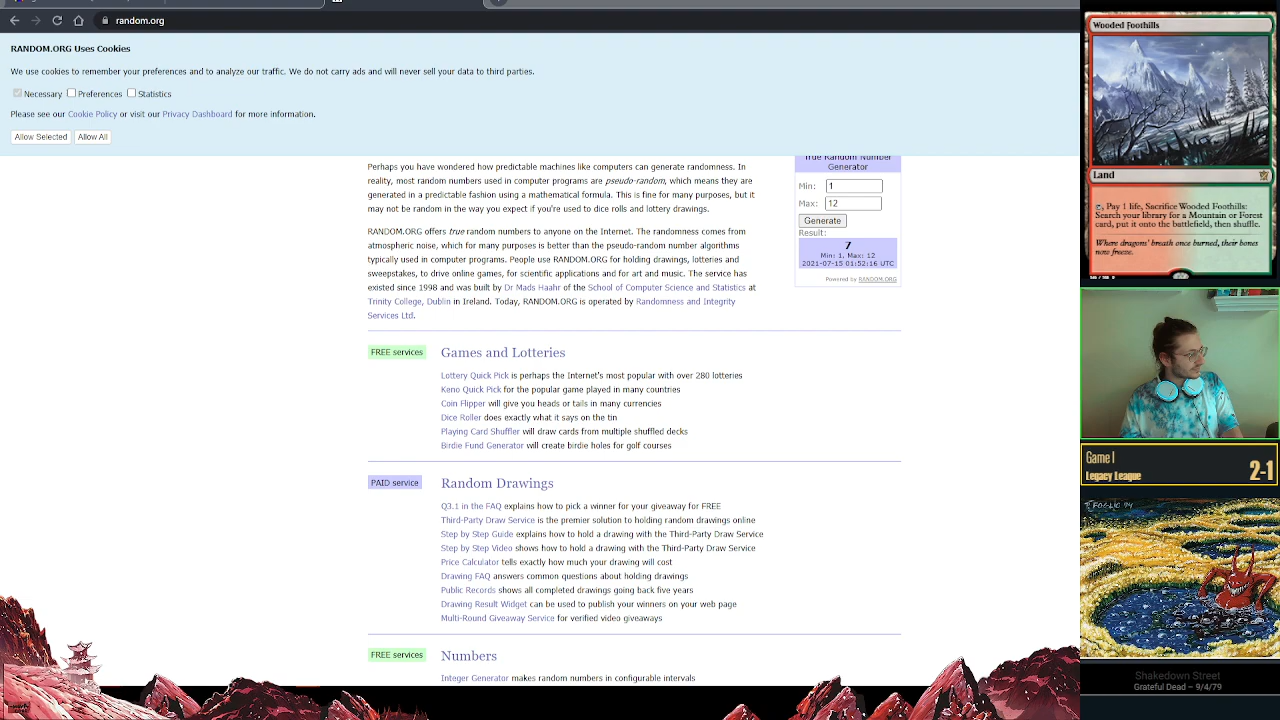 random.org
RANDOM.ORG Uses Cookies
We use cookies to remember your preferences and to analyze our traffic. We do not carry ads and will never sell your data to third parties.
Necessary Preferences Statistics
Please see our Cookie Policy or visit our Privacy Dashboard for more information.
Allow Selected Allow All
Perhaps you have wondered how predictable machines like computers can generate randomness. In
reality, most random numbers used in computer programs are pseudo-random, which means they are
generated in a predictable fashion using a mathematical formula. This is fine for many purposes, but it
may not be random in the way you expect if you're used to dice rolls and lottery drawings.
RANDOM.ORG offers true random numbers to anyone on the Internet. The randomness comes from
atmospheric noise, which for many purposes is better than the pseudo-random number algorithms
typically used in computer programs. People use RANDOM.ORG for holding drawings, lotteries and
sweepstakes, to drive online games, for scientific applications and for art and music. The service has
existed since 1998 and was built by Dr Mads Haahr of the School of Computer Science and Statistics at
Trinity College, Dublin in Ireland. Today, RANDOM.ORG is operated by Randomness and Integrity
Services Ltd.
True Random Number
Generator
Min: 1
Max: 12
Generate
Result:
7
Min: 1, Max: 12
2021-07-15 01:52:16 UTC
Powered by RANDOM.ORG
FREE services
Games and Lotteries
Lottery Quick Pick is perhaps the Internet's most popular with over 280 lotteries
Keno Quick Pick for the popular game played in many countries
Coin Flipper will give you heads or tails in many currencies
Dice Roller does exactly what it says on the tin
Playing Card Shuffler will draw cards from multiple shuffled decks
Birdie Fund Generator will create birdie holes for golf courses
PAID service
Random Drawings
Q3.1 in the FAQ explains how to pick a winner for your giveaway for FREE
Third-Party Draw Service is the premier solution to holding random drawings online
Step by Step Guide explains how to hold a drawing with the Third-Party Draw Service
Step by Step Video shows how to hold a drawing with the Third-Party Draw Service
Price Calculator tells exactly how much your drawing will cost
Drawing FAQ answers common questions about holding drawings
Public Records shows all completed drawings going back five years
Drawing Result Widget can be used to publish your winners on your web page
Multi-Round Giveaway Service for verified video giveaways
FREE services
Numbers
Integer Generator makes random numbers in configurable intervals
Wooded Foothills
Land
, Pay 1 life, Sacrifice Wooded Foothills:
Search your library for a Mountain or Forest
card, put it onto the battlefield, then shuffle.
Where dragons' breath once burned, their bones
now freeze.
Game 1
Legacy League
2-1
FOGLIO 94
Shakedown Street
Grateful Dead – 9/4/79